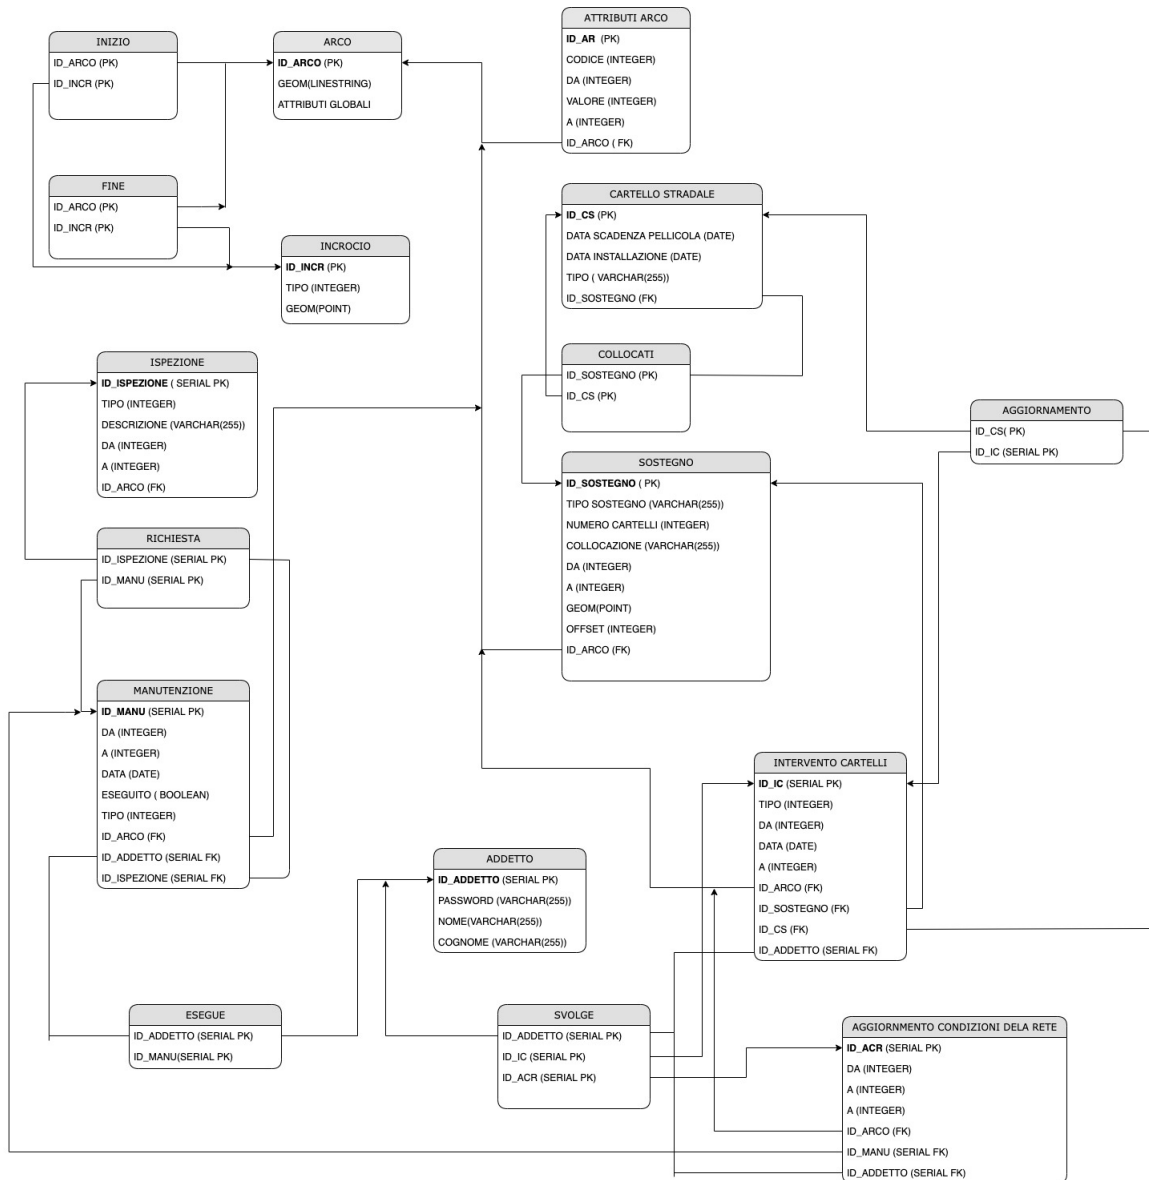 INIZIO
ID_ARCO (PK)
ID_INCR (PK)
ARCO
ID_ARCO (PK)
GEOM(LINESTRING)
ATTRIBUTI GLOBALI
ATTRIBUTI ARCO
ID_AR (PK)
CODICE (INTEGER)
DA (INTEGER)
VALORE (INTEGER)
A (INTEGER)
ID_ARCO ( FK)
FINE
ID_ARCO (PK)
ID_INCR (PK)
INCROCIO
ID_INCR (PK)
TIPO (INTEGER)
GEOM(POINT)
CARTELLO STRADALE
ID_CS (PK)
DATA SCADENZA PELLICOLA (DATE)
DATA INSTALLAZIONE (DATE)
TIPO ( VARCHAR(255))
ID_SOSTEGNO (FK)
COLLOCATI
ID_SOSTEGNO (PK)
ID_CS (PK)
ISPEZIONE
ID_ISPEZIONE ( SERIAL PK)
TIPO (INTEGER)
DESCRIZIONE (VARCHAR(255))
DA (INTEGER)
A (INTEGER)
ID_ARCO (FK)
AGGIORNAMENTO
ID_CS( PK)
ID_IC (SERIAL PK)
SOSTEGNO
ID_SOSTEGNO ( PK)
TIPO SOSTEGNO (VARCHAR(255))
NUMERO CARTELLI (INTEGER)
COLLOCAZIONE (VARCHAR(255))
DA (INTEGER)
A (INTEGER)
GEOM(POINT)
OFFSET (INTEGER)
ID_ARCO (FK)
RICHIESTA
ID_ISPEZIONE (SERIAL PK)
ID_MANU (SERIAL PK)
MANUTENZIONE
ID_MANU (SERIAL PK)
DA (INTEGER)
A (INTEGER)
DATA (DATE)
ESEGUITO ( BOOLEAN)
TIPO (INTEGER)
ID_ARCO (FK)
ID_ADDETTO (SERIAL FK)
ID_ISPEZIONE (SERIAL FK)
INTERVENTO CARTELLI
ID_IC (SERIAL PK)
TIPO (INTEGER)
DA (INTEGER)
DATA (DATE)
A (INTEGER)
ID_ARCO (FK)
ID_SOSTEGNO (FK)
ID_CS (FK)
ID_ADDETTO (SERIAL FK)
ADDETTO
ID_ADDETTO (SERIAL PK)
PASSWORD (VARCHAR(255))
NOME(VARCHAR(255))
COGNOME (VARCHAR(255))
ESEGUE
ID_ADDETTO (SERIAL PK)
ID_MANU(SERIAL PK)
SVOLGE
ID_ADDETTO (SERIAL PK)
ID_IC (SERIAL PK)
ID_ACR (SERIAL PK)
AGGIORNMENTO CONDIZIONI DELA RETE
ID_ACR (SERIAL PK)
DA (INTEGER)
A (INTEGER)
A (INTEGER)
ID_ARCO (FK)
ID_MANU (SERIAL FK)
ID_ADDETTO (SERIAL FK)